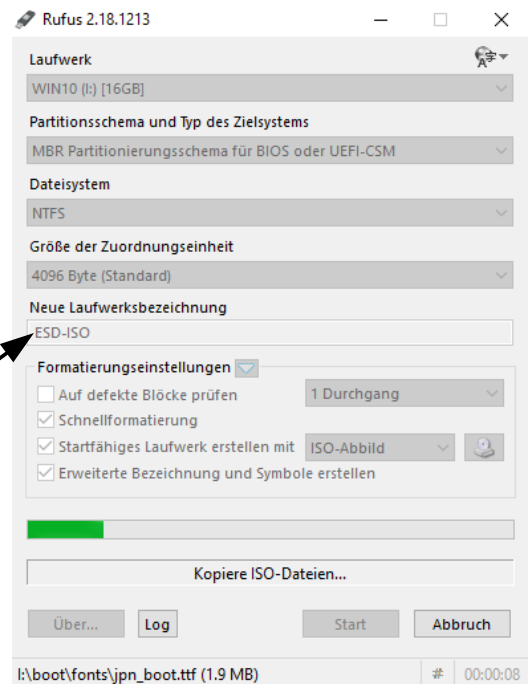 Rufus 2.18.1213
Laufwerk
WIN10 (I:) [16GB]
Partitionsschema und Typ des Zielsystems
MBR Partitionierungsschema für BIOS oder UEFI-CSM
Dateisystem
NTFS
Größe der Zuordnungseinheit
4096 Byte (Standard)
Neue Laufwerksbezeichnung
ESD-ISO
Formatierungseinstellungen
Auf defekte Blöcke prüfen 1 Durchgang
Schnellformatierung
Startfähiges Laufwerk erstellen mit ISO-Abbild
Erweiterte Bezeichnung und Symbole erstellen
Kopiere ISO-Dateien...
Über... Log Start Abbruch
I:\boot\fonts\jpn_boot.ttf (1.9 MB) # 00:00:08